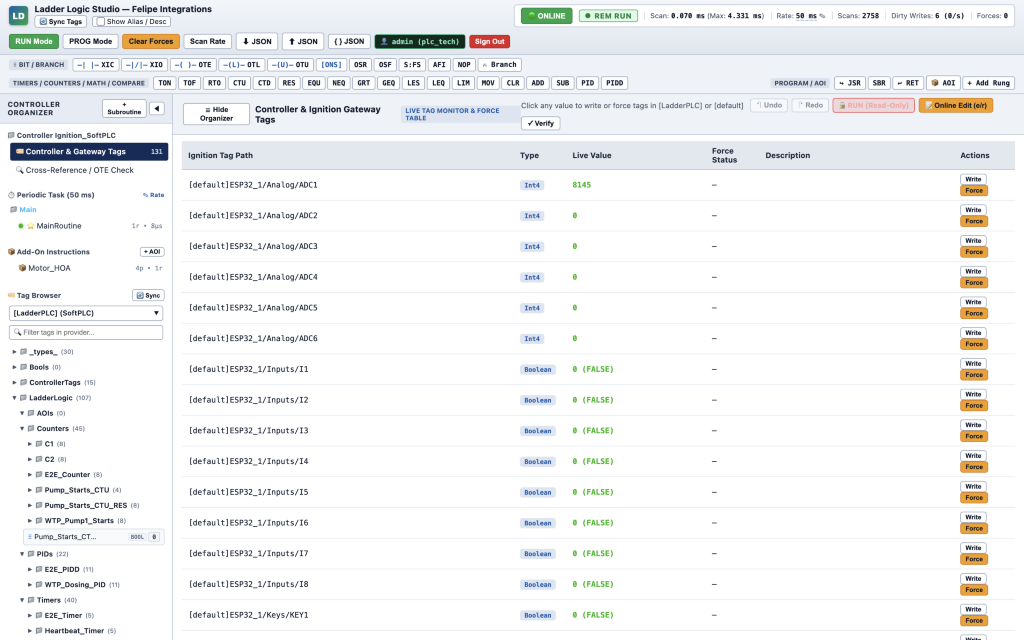 LD
Ladder Logic Studio — Felipe Integrations
Sync Tags
Show Alias / Desc
ONLINE
REM RUN
Scan: 0.070 ms (Max: 4.331 ms)
Rate: 50 ms
Scans: 2758
Dirty Writes: 6 (0/s)
Forces: 0
RUN Mode
PROG Mode
Clear Forces
Scan Rate
⬇ JSON
⬆ JSON
{ } JSON
admin (plc_tech)
Sign Out
BIT / BRANCH
—| |— XIC
—|/|— XIO
—( )— OTE
—(L)— OTL
—(U)— OTU
[ONS]
OSR
OSF
S:FS
AFI
NOP
Branch
TIMERS / COUNTERS / MATH / COMPARE
TON
TOF
RTO
CTU
CTD
RES
EQU
NEQ
GRT
GEQ
LES
LEQ
LIM
MOV
CLR
ADD
SUB
PID
PIDD
PROGRAM / AOI
↪ JSR
SBR
↩ RET
AOI
+ Add Rung
CONTROLLER ORGANIZER
+ Subroutine
◀
Controller Ignition_SoftPLC
Controller & Gateway Tags 131
Cross-Reference / OTE Check
Periodic Task (50 ms)
Rate
Main
MainRoutine 1r • 8µs
Add-On Instructions
+ AOI
Motor_HOA 4p • 1r
Tag Browser
Sync
[LadderPLC] (SoftPLC) ▼
Filter tags in provider...
▶ _types_ (30)
▶ Bools (0)
▶ ControllerTags (15)
▼ LadderLogic (107)
▼ AOIs (0)
▼ Counters (45)
▶ C1 (8)
▶ C2 (8)
▶ E2E_Counter (8)
▶ Pump_Starts_CTU (4)
▶ Pump_Starts_CTU_RES (8)
▶ WTP_Pump1_Starts (8)
Pump_Starts_CT... BOOL 0
▼ PIDs (22)
▶ E2E_PIDD (11)
▶ WTP_Dosing_PID (11)
▼ Timers (40)
▶ E2E_Timer (5)
▶ Heartbeat_Timer (5)
≡ Hide Organizer
Controller & Ignition Gateway Tags
LIVE TAG MONITOR & FORCE TABLE
Click any value to write or force tags in [LadderPLC] or [default]
Undo
Redo
RUN (Read-Only)
Online Edit (e/r)
✓ Verify
Ignition Tag Path Type Live Value Force Status Description Actions
[default]ESP32_1/Analog/ADC1 Int4 8145 — Write Force
[default]ESP32_1/Analog/ADC2 Int4 0 — Write Force
[default]ESP32_1/Analog/ADC3 Int4 0 — Write Force
[default]ESP32_1/Analog/ADC4 Int4 0 — Write Force
[default]ESP32_1/Analog/ADC5 Int4 0 — Write Force
[default]ESP32_1/Analog/ADC6 Int4 0 — Write Force
[default]ESP32_1/Inputs/I1 Boolean 0 (FALSE) — Write Force
[default]ESP32_1/Inputs/I2 Boolean 0 (FALSE) — Write Force
[default]ESP32_1/Inputs/I3 Boolean 0 (FALSE) — Write Force
[default]ESP32_1/Inputs/I4 Boolean 0 (FALSE) — Write Force
[default]ESP32_1/Inputs/I5 Boolean 0 (FALSE) — Write Force
[default]ESP32_1/Inputs/I6 Boolean 0 (FALSE) — Write Force
[default]ESP32_1/Inputs/I7 Boolean 0 (FALSE) — Write Force
[default]ESP32_1/Inputs/I8 Boolean 0 (FALSE) — Write Force
[default]ESP32_1/Keys/KEY1 Boolean 0 (FALSE) — Write Force